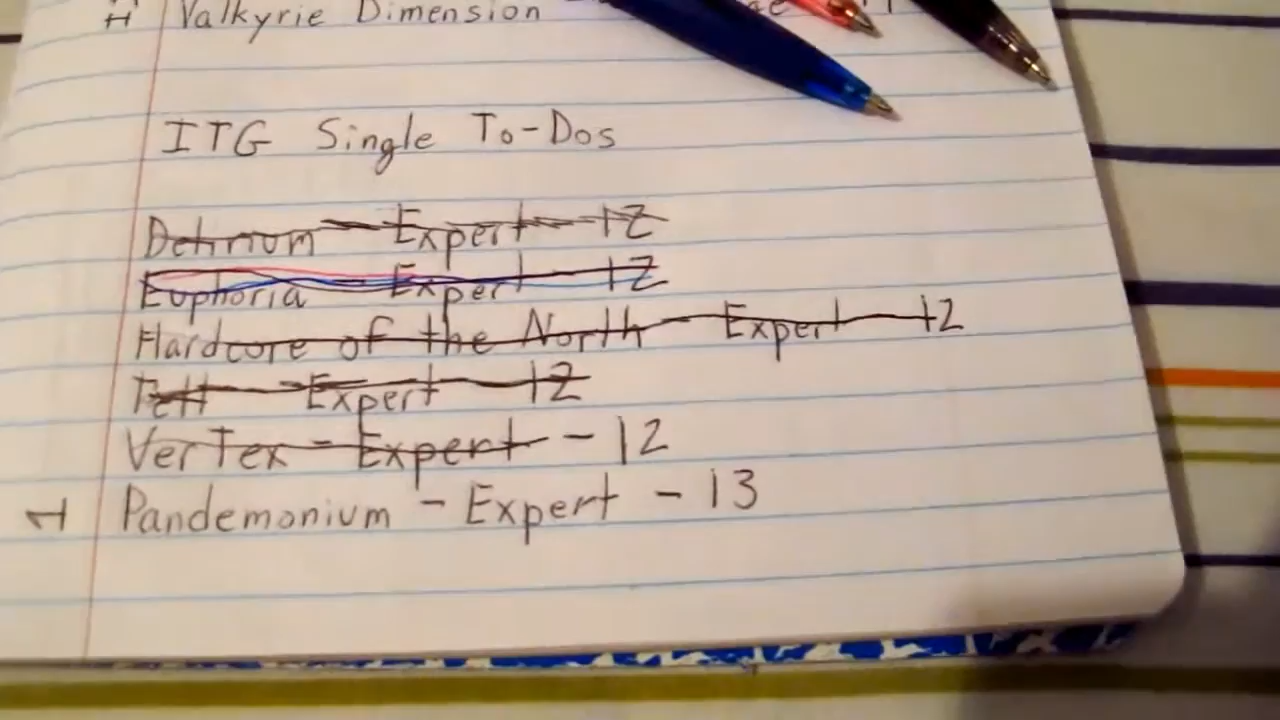 Valkyrie Dimension
ITG Single To-Dos
Delirium - Expert - 12
Euphoria - Expert 12
Hardcore of the North - Expert - 12
Tell - Expert - 12
Vertex - Expert - 12
Pandemonium - Expert - 13